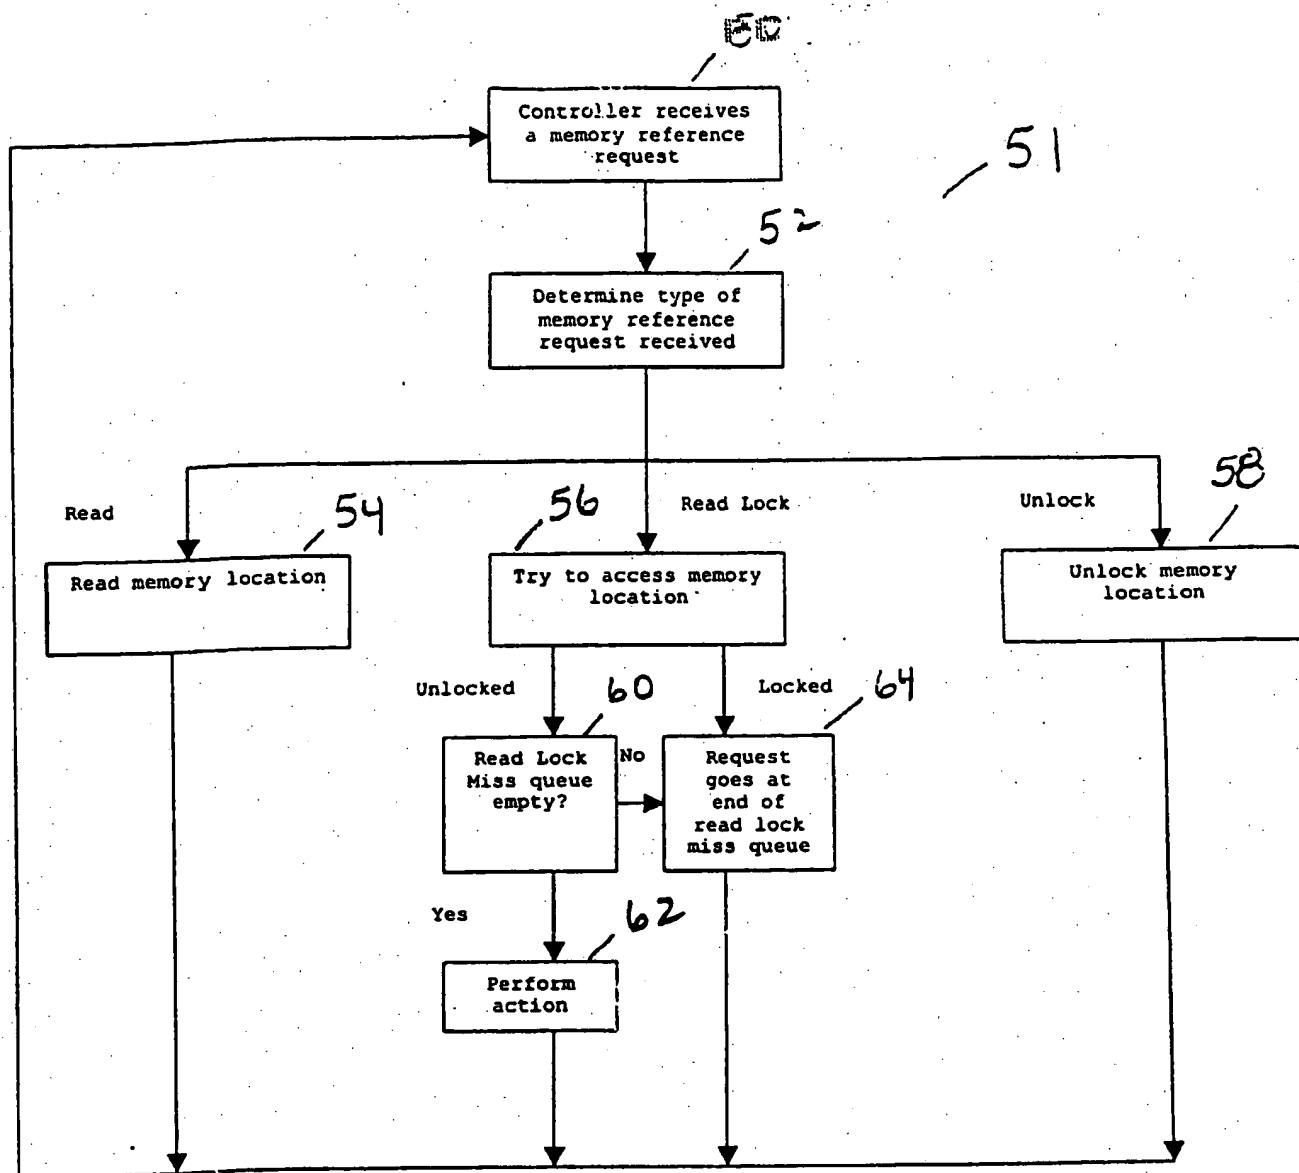 Controller receives
a memory reference
request
51
52
Determine type of
memory reference
request received
Read
54
56
Read Lock
Unlock
58
Read memory location
Try to access memory
location
Unlock memory
location
Unlocked
60
Locked
64
Read Lock
Miss queue
empty?
No
Request
goes at
end of
read lock
miss queue
Yes
62
Perform
action